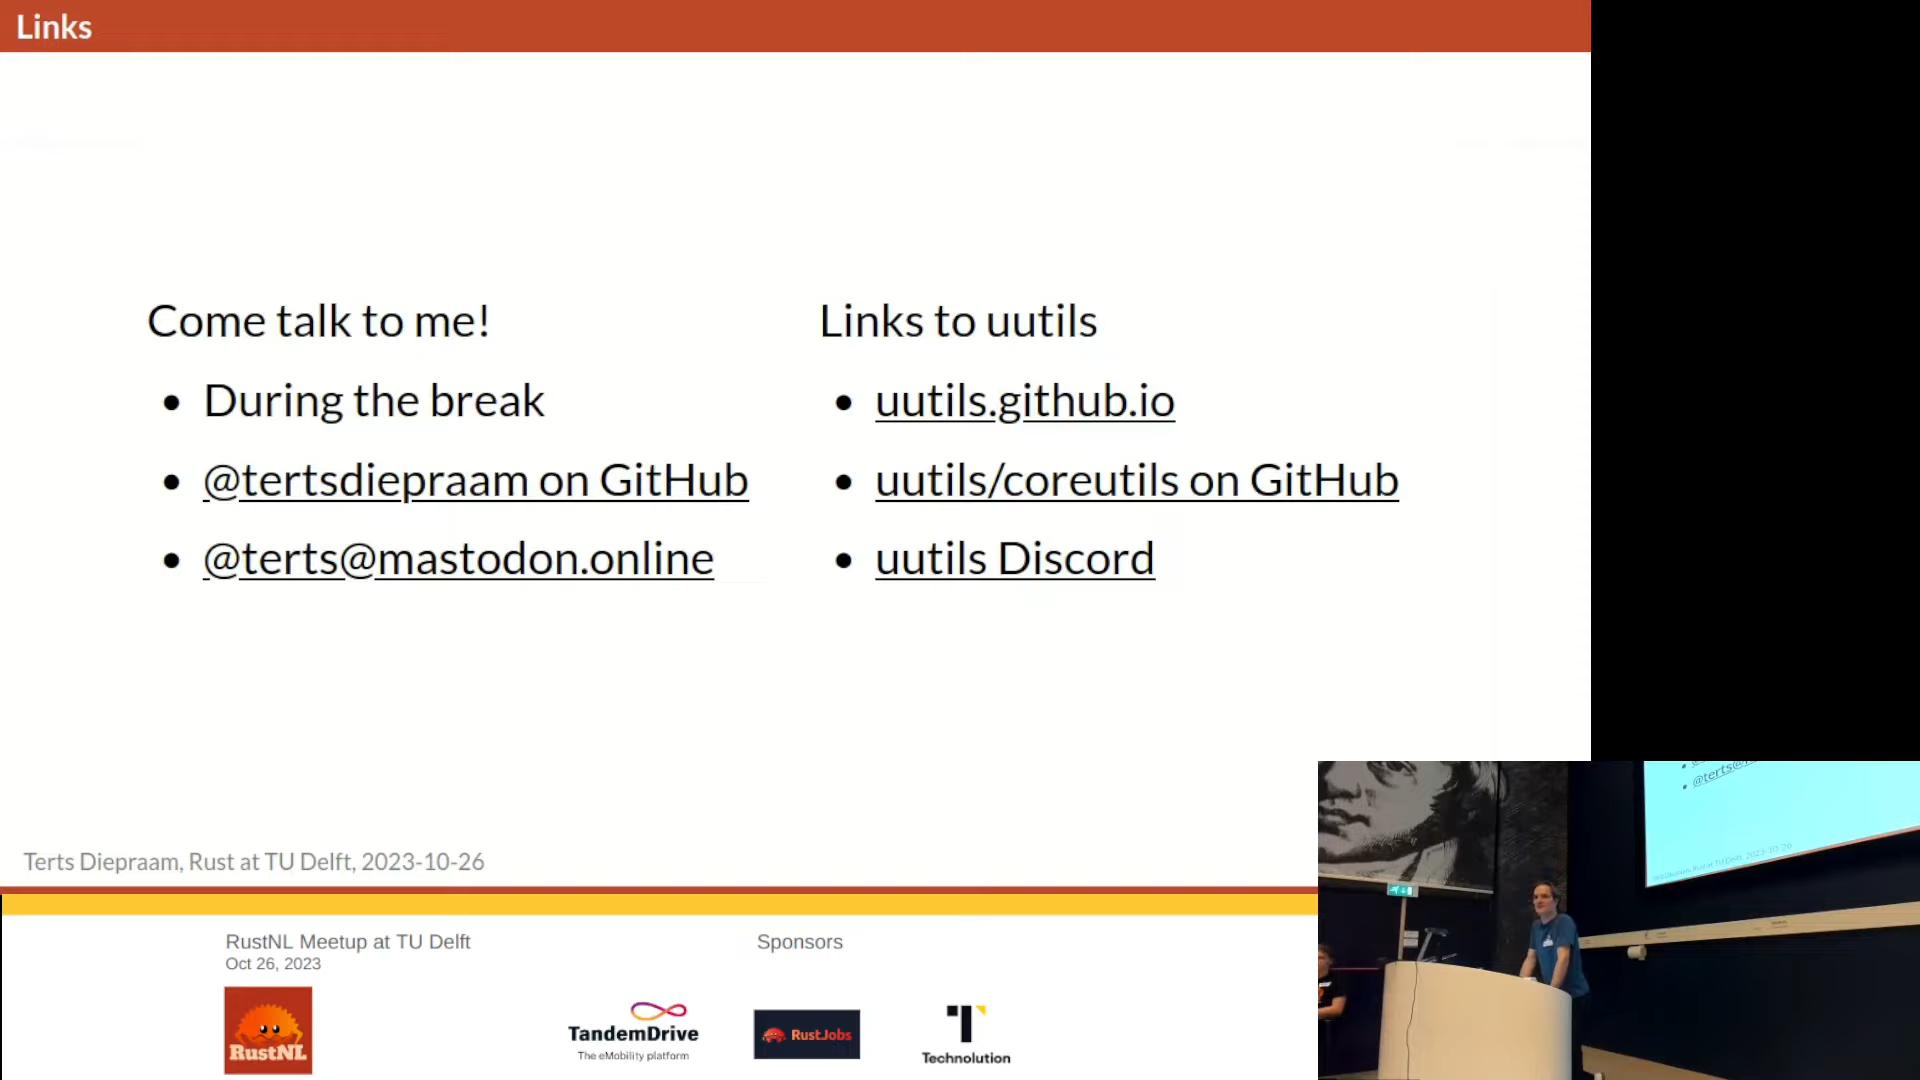 Links
Come talk to me!
• During the break
• @tertsdiepraam on GitHub
• @terts@mastodon.online
Links to uutils
• uutils.github.io
• uutils/coreutils on GitHub
• uutils Discord
Terts Diepraam, Rust at TU Delft, 2023-10-26
RustNL Meetup at TU Delft
Oct 26, 2023
RustNL
Sponsors
TandemDrive
The eMobility platform
RustJobs
Technolution
@terts@